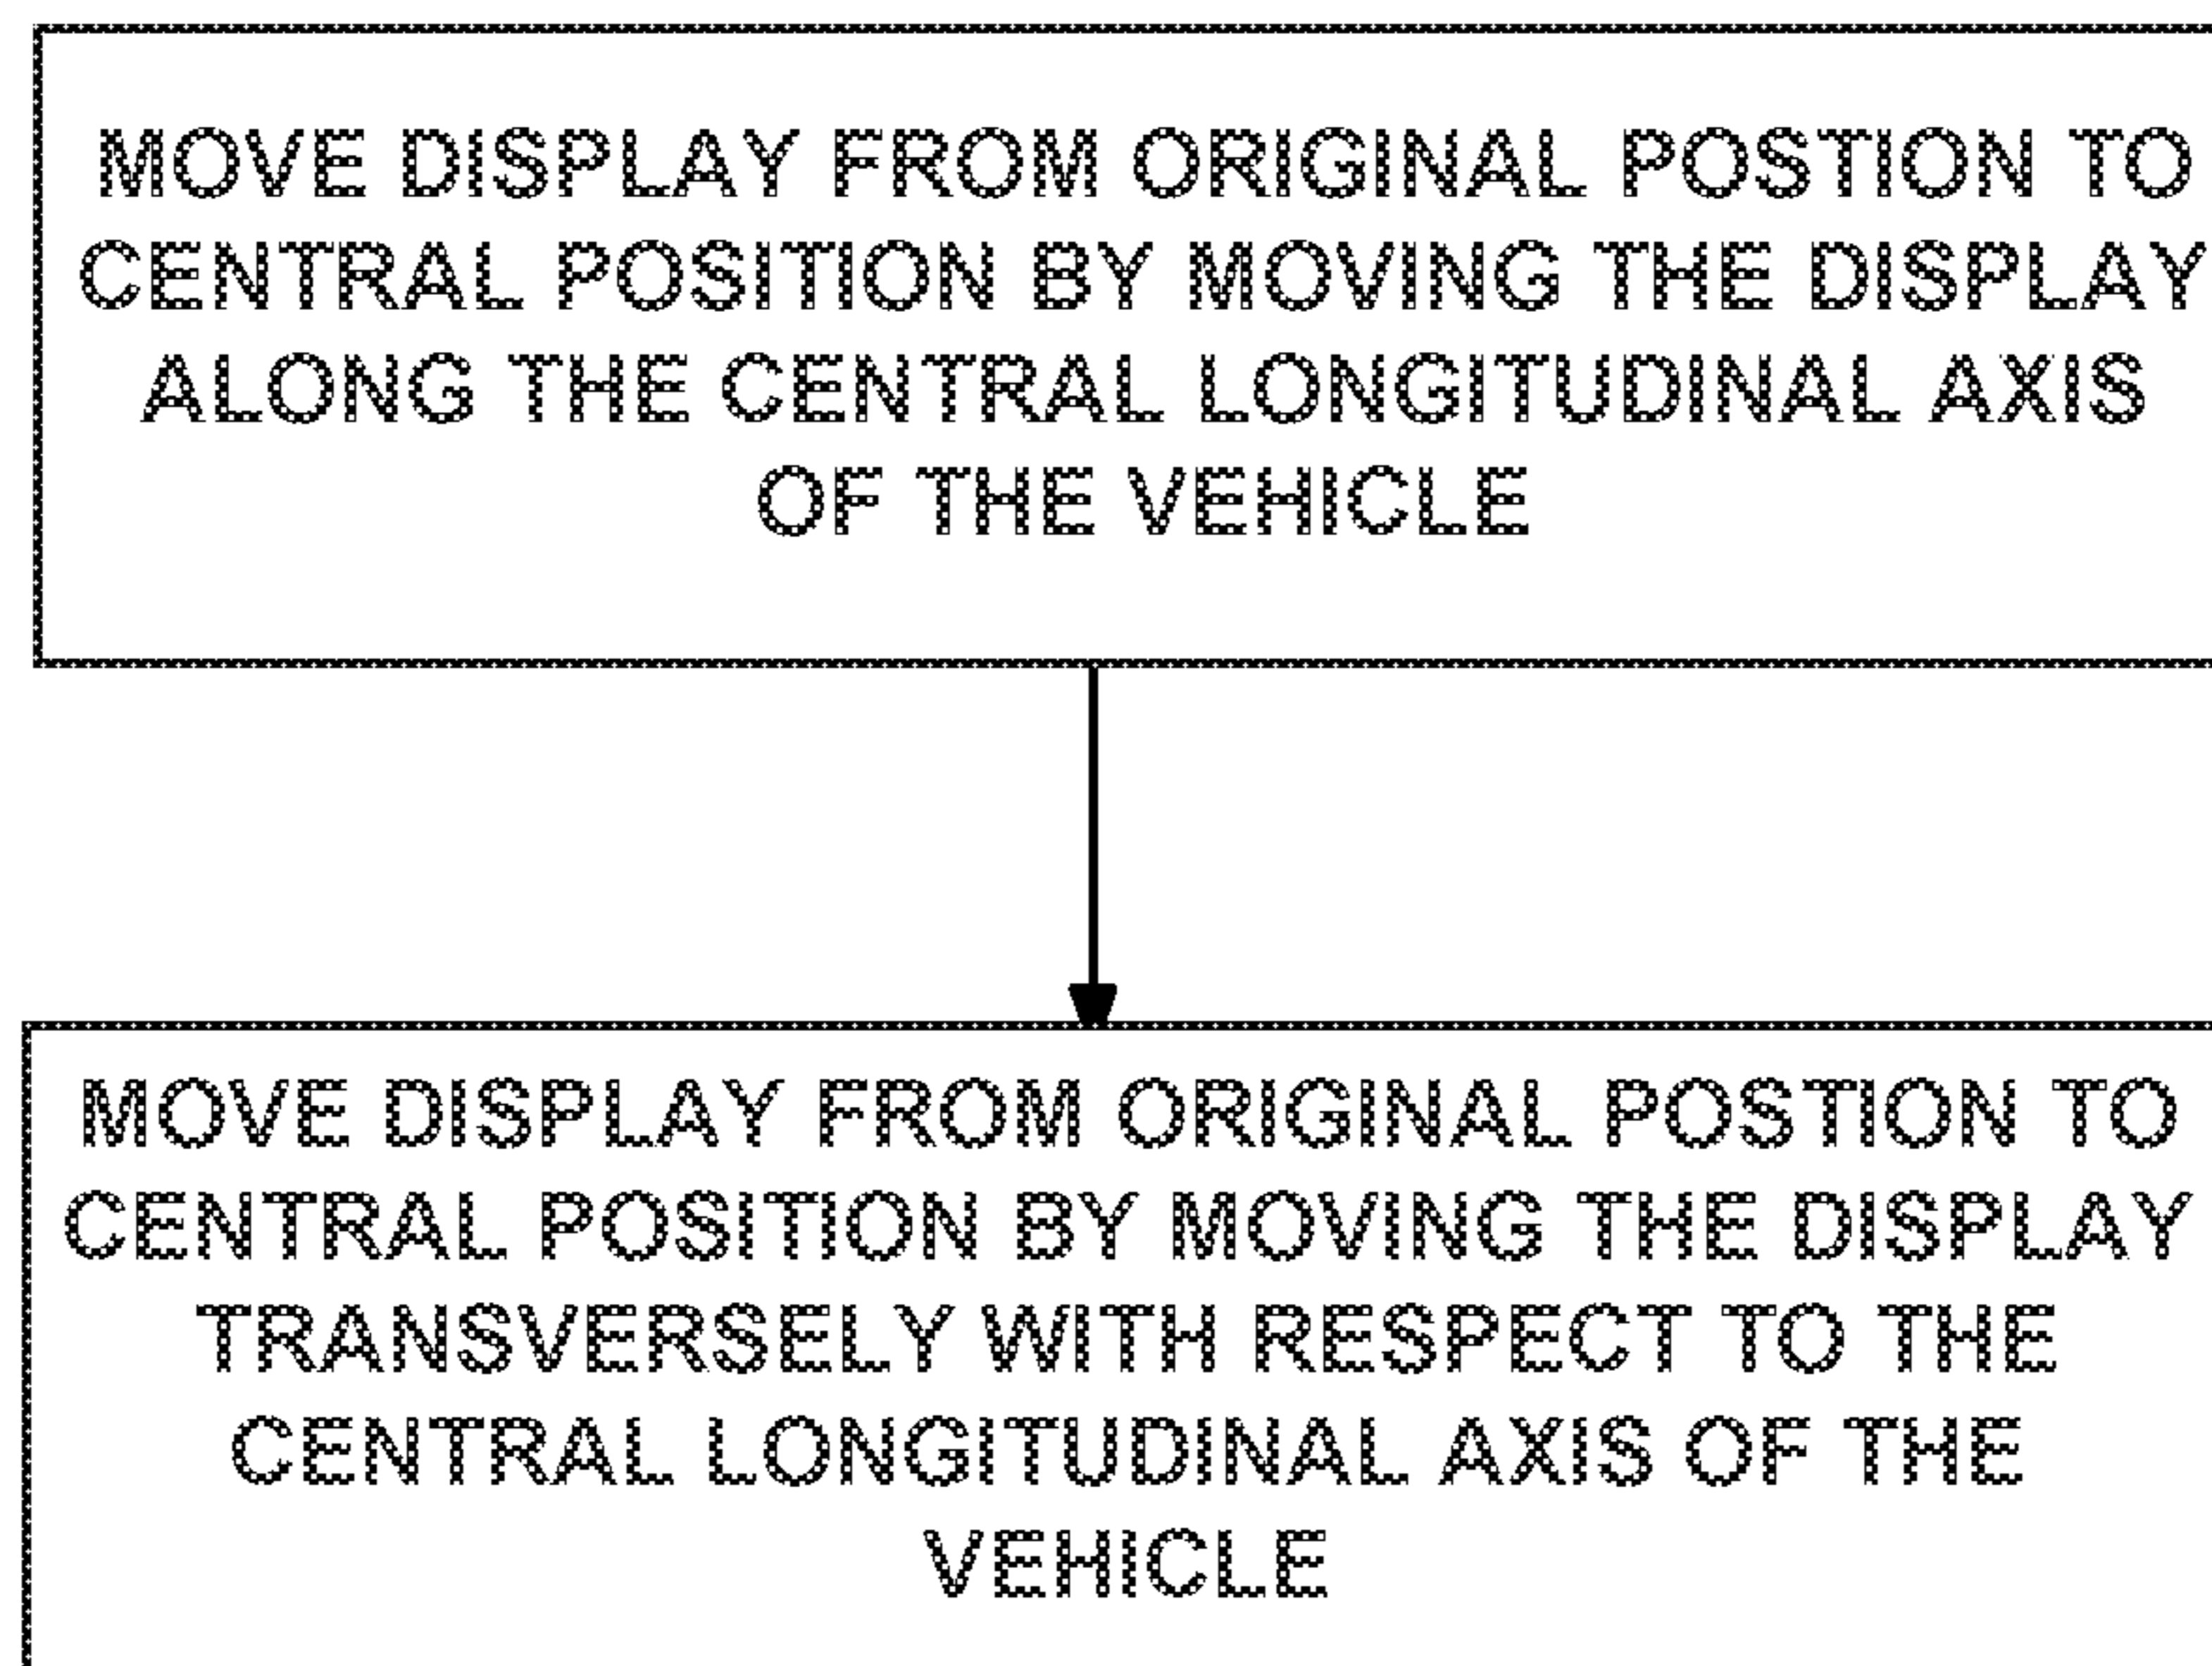 MOVE DISPLAY FROM ORIGINAL POSTION TO
CENTRAL POSITION BY MOVING THE DISPLAY
ALONG THE CENTRAL LONGITUDINAL AXIS
OF THE VEHICLE
MOVE DISPLAY FROM ORIGINAL POSTION TO
CENTRAL POSITION BY MOVING THE DISPLAY
TRANSVERSELY WITH RESPECT TO THE
CENTRAL LONGITUDINAL AXIS OF THE
VEHICLE